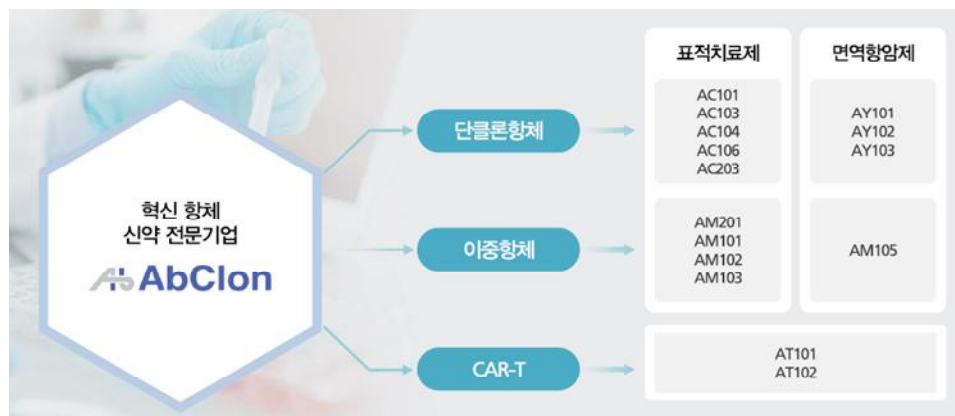 혁신 항체
신약 전문기업
AbClon
단클론항체
이중항체
CAR-T
표적치료제
AC101
AC103
AC104
AC106
AC203
AM201
AM101
AM102
AM103
면역항암제
AY101
AY102
AY103
AM105
AT101
AT102